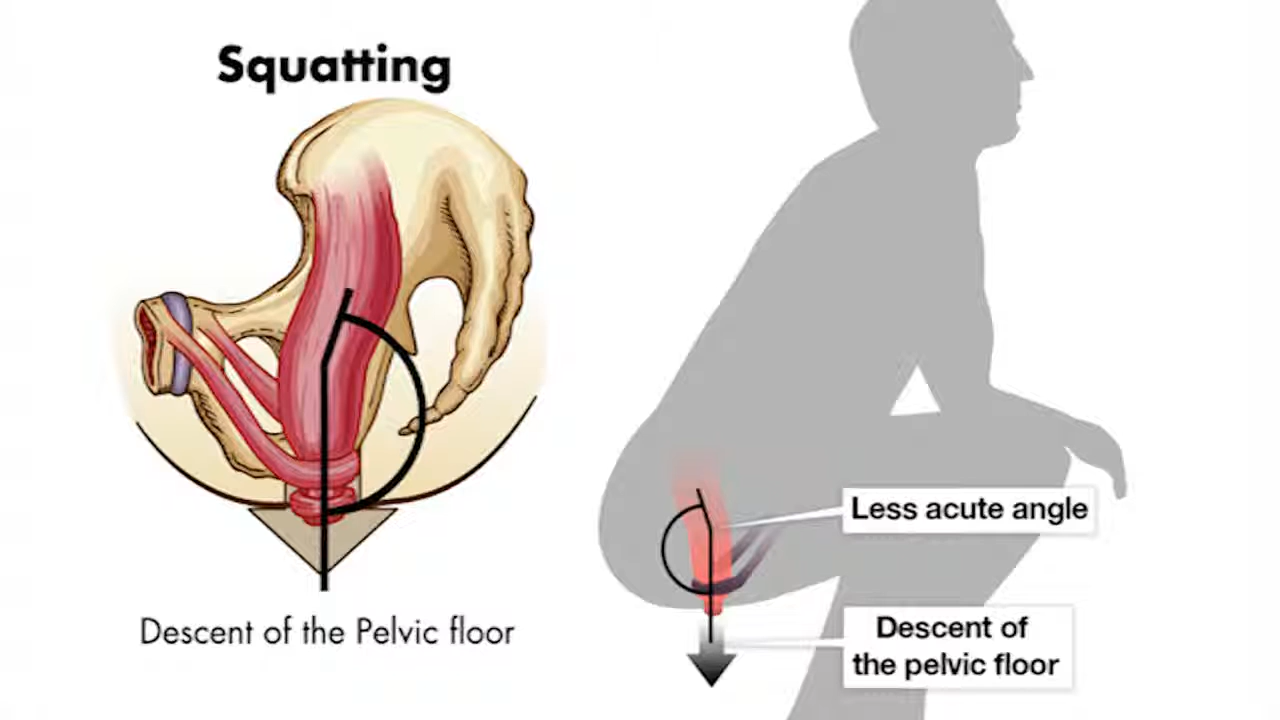 Squatting
Descent of the Pelvic floor
Less acute angle
Descent of
the pelvic floor